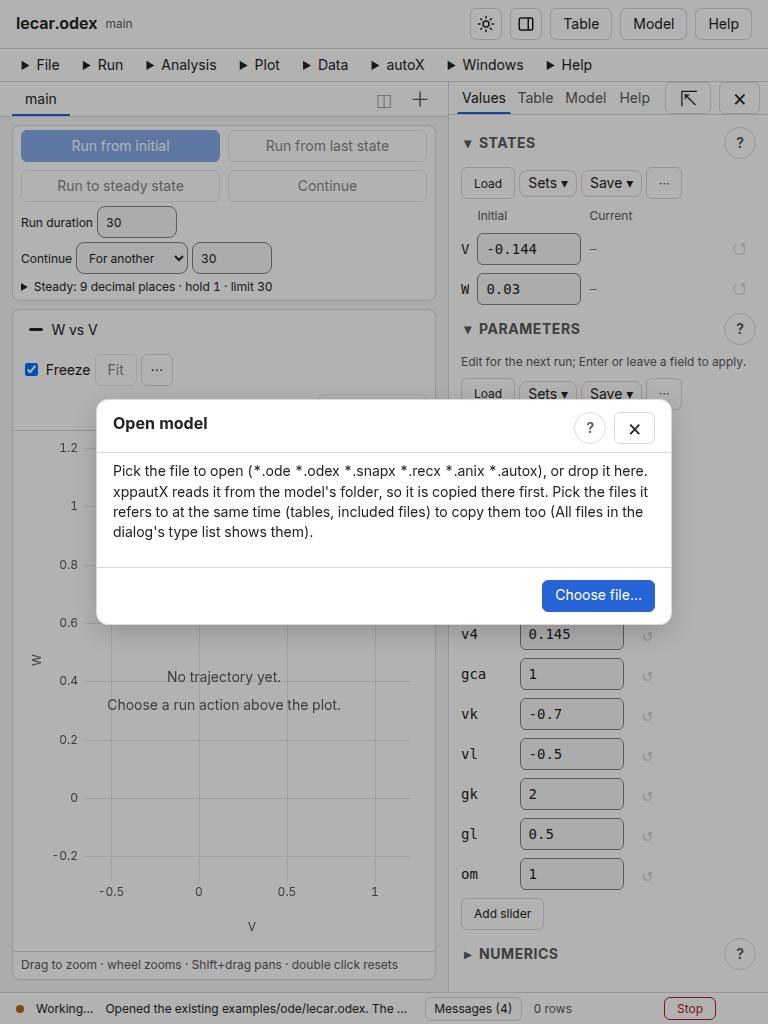 lecar.odex main
Table Model Help
File Run Analysis Plot Data autoX Windows Help
main
Values Table Model Help
Run from initial Run from last state
Run to steady state Continue
Run duration 30
Continue For another 30
Steady: 9 decimal places · hold 1 · limit 30
W vs V
Freeze Fit ···
1.2
1
0.8
0.6
0.4
0.2
0
-0.2
W
No trajectory yet.
Choose a run action above the plot.
-0.5 0 0.5 1
V
Drag to zoom · wheel zooms · Shift+drag pans · double click resets
STATES ?
Load Sets ▾ Save ▾ ···
Initial Current
V -0.144 –
W 0.03 –
PARAMETERS ?
Edit for the next run; Enter or leave a field to apply.
Load Sets ▾ Save ▾ ···
Open model ? ×
Pick the file to open (*.ode *.odex *.snapx *.recx *.anix *.autox), or drop it here.
xppautX reads it from the model's folder, so it is copied there first. Pick the files it
refers to at the same time (tables, included files) to copy them too (All files in the
dialog's type list shows them).
Choose file...
v4 0.145
gca 1
vk -0.7
vl -0.5
gk 2
gl 0.5
om 1
Add slider
NUMERICS ?
Working... Opened the existing examples/ode/lecar.odex. The ... Messages (4) 0 rows Stop